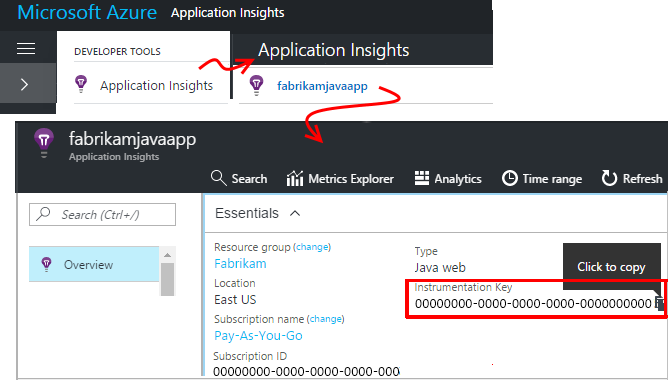 Microsoft Azure Application Insights
DEVELOPER TOOLS
Application Insights
Application Insights
fabrikamjavaapp
fabrikamjavaapp
Application Insights
Search
Metrics Explorer
Analytics
Time range
Refresh
Search (Ctrl+/)
Overview
Essentials
Resource group (change)
Fabrikam
Location
East US
Subscription name (change)
Pay-As-You-Go
Subscription ID
00000000-0000-0000-0000-000
Type
Java web
Click to copy
Instrumentation Key
00000000-0000-0000-0000-0000000000